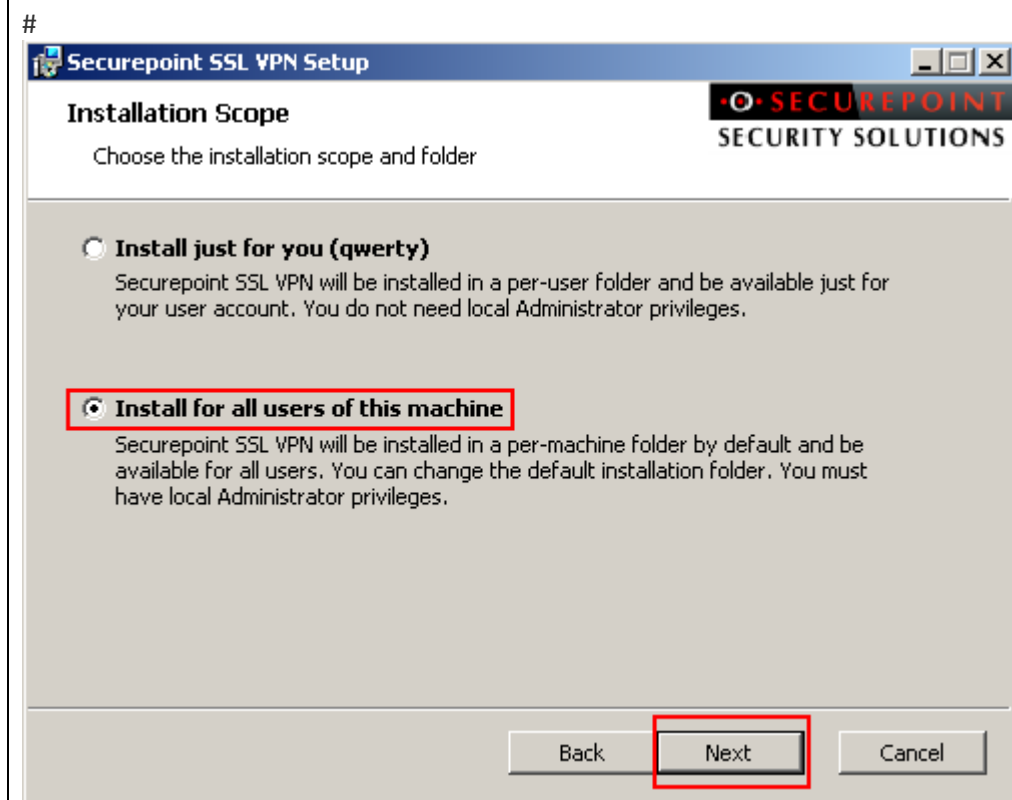 #
Securepoint SSL VPN Setup
Installation Scope
Choose the installation scope and folder
SECUREPOINT
SECURITY SOLUTIONS
Install just for you (qwerty)
Securepoint SSL VPN will be installed in a per-user folder and be available just for
your user account. You do not need local Administrator privileges.
Install for all users of this machine
Securepoint SSL VPN will be installed in a per-machine folder by default and be
available for all users. You can change the default installation folder. You must
have local Administrator privileges.
Back Next Cancel